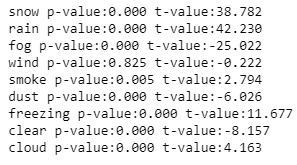 snow p-value:0.000 t-value:38.782
rain p-value:0.000 t-value:42.230
fog p-value:0.000 t-value:-25.022
wind p-value:0.825 t-value:-0.222
smoke p-value:0.005 t-value:2.794
dust p-value:0.000 t-value:-6.026
freezing p-value:0.000 t-value:11.677
clear p-value:0.000 t-value:-8.157
cloud p-value:0.000 t-value:4.163